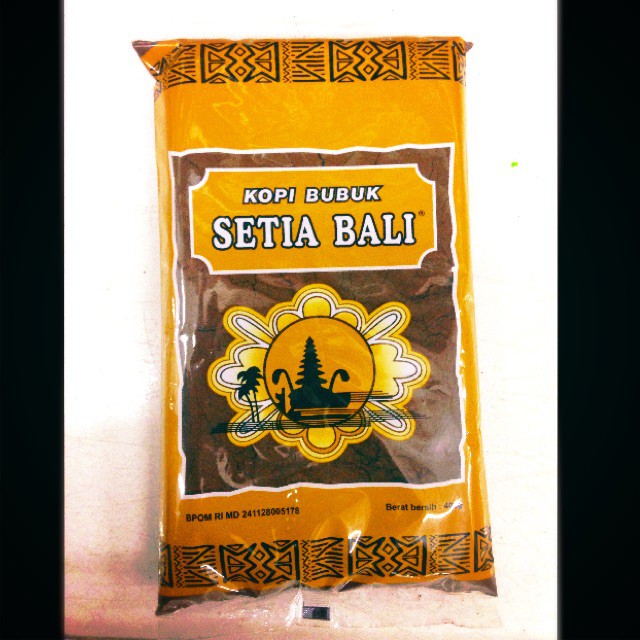 KOPI BUBUK
SETIA BALI®
BPOM RI MD 241128005178
Berat bersih :